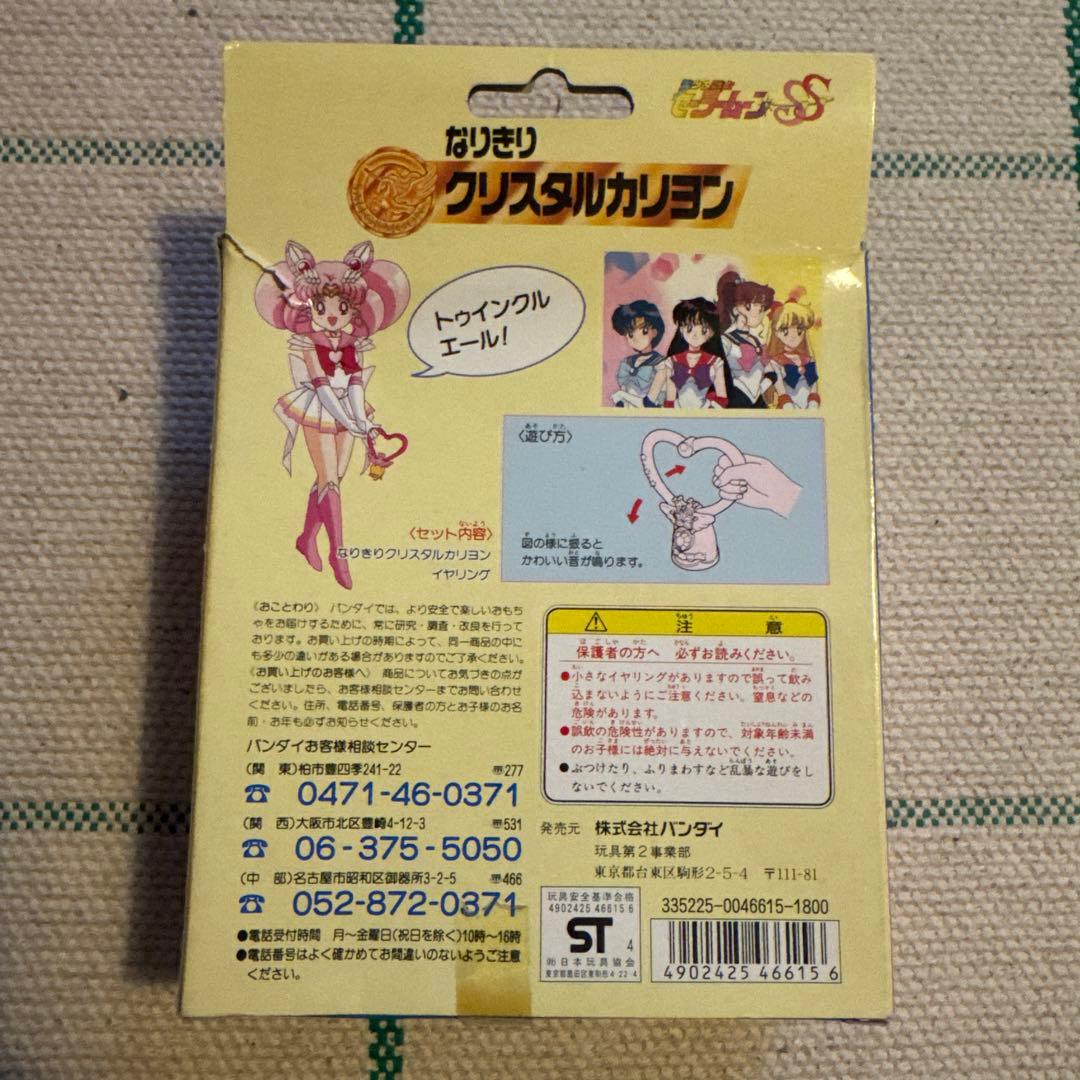 美少女戦士
セーラームーンSS
なりきり
クリスタルカリヨン
トゥインクル
エール!
〈遊び方〉
図の様に振ると
かわいい音が鳴ります。
〈セット内容〉
なりきりクリスタルカリヨン
イヤリング
《おことわり》 バンダイでは、より安全で楽しいおもち
ゃをお届けするために、常に研究・調査・改良を行って
おります。お買い上げの時期によって、同一商品の中に
も多少の違いがある場合がありますのでご了承ください。
《お買い上げのお客様へ》 商品についてお気づきの点が
ございましたら、お客様相談センターまでお問い合わせ
ください。住所、電話番号、保護者の方とお子様のお名
前・お年も必ずお知らせください。
バンダイお客様相談センター
(関 東)柏市豊四季241-22 〠277
☎ 0471-46-0371
(関 西)大阪市北区豊崎4-12-3 〠531
☎ 06-375-5050
(中 部)名古屋市昭和区御器所3-2-5 〠466
☎ 052-872-0371
●電話受付時間 月〜金曜日(祝日を除く)10時〜16時
●電話番号はよく確かめてお間違いのないようご注意
ください。
⚠ 注意
保護者の方へ 必ずお読みください。
●小さなイヤリングがありますので誤って飲み
込まないようにご注意ください。窒息などの
危険があります。
●誤飲の危険性がありますので、対象年齢未満
のお子様には絶対に与えないでください。
●ぶつけたり、ふりまわすなど乱暴な遊びをし
ないでください。
発売元 株式会社バンダイ
玩具第2事業部
東京都台東区駒形2-5-4 〒111-81
玩具安全基準合格
4902425 46615 6
ST 4
㈳日本玩具協会
東京都墨田区東駒形4-22-4
335225-0046615-1800
4902425 466156